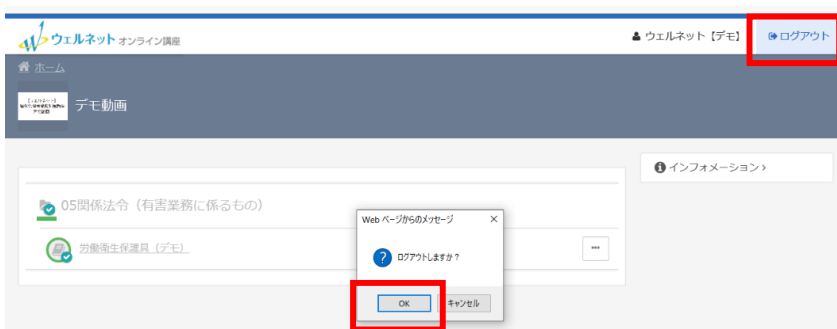 ウェルネット オンライン講座
ウェルネット【デモ】
ログアウト
ホーム
デモ動画
インフォメーション
05関係法令（有害業務に係るもの）
労働衛生保護具（デモ）
Web ページからのメッセージ
ログアウトしますか？
OK
キャンセル